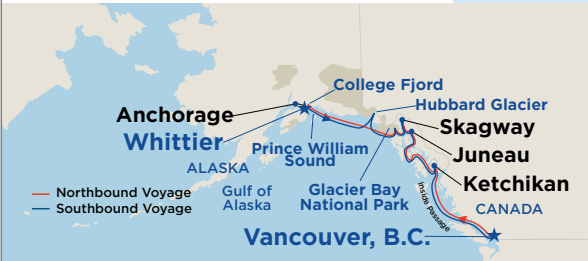 College Fjord
Hubbard Glacier
Anchorage
Skagway
Whittier
Prince William
Sound
Juneau
ALASKA
Ketchikan
Northbound Voyage
Southbound Voyage
Gulf of
Alaska
Glacier Bay
National Park
Inside Passage
CANADA
Vancouver, B.C.